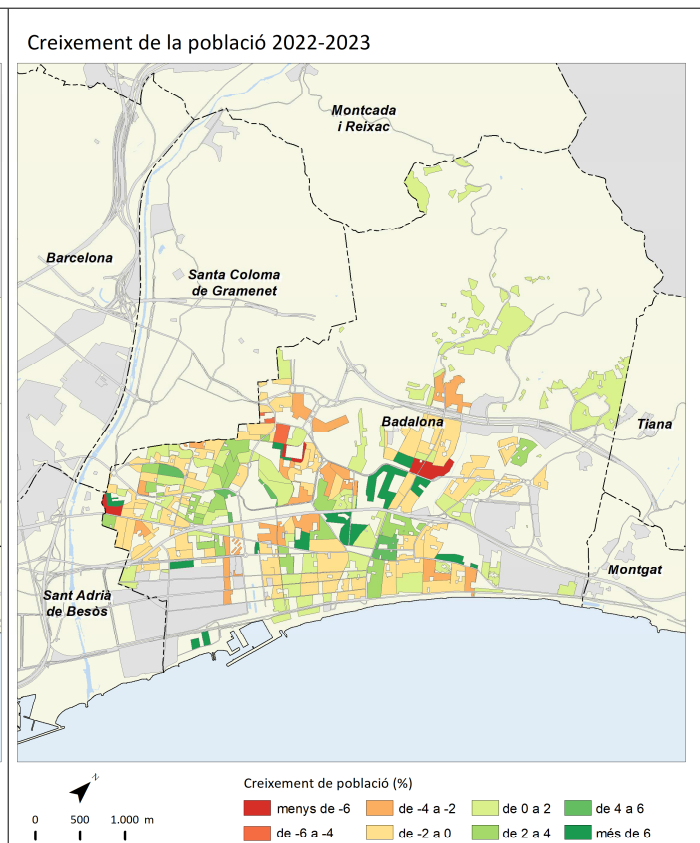 Creixement de la població 2022-2023
Montcada
i Reixac
Barcelona
Santa Coloma
de Gramenet
Badalona
Tiana
Montgat
Sant Adrià
de Besòs
N
0 500 1.000 m
Creixement de població (%)
menys de -6
de -4 a -2
de 0 a 2
de 4 a 6
de -6 a -4
de -2 a 0
de 2 a 4
més de 6